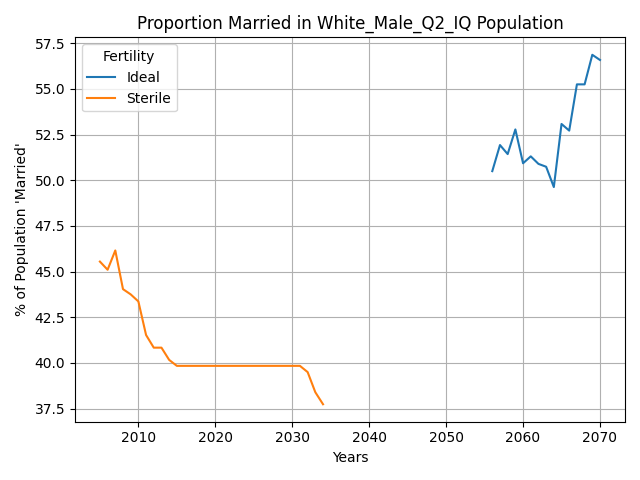 Proportion Married in White_Male_Q2_IQ Population
% of Population 'Married'
57.5
55.0
52.5
50.0
47.5
45.0
42.5
40.0
37.5
Fertility
Ideal
Sterile
2010 2020 2030 2040 2050 2060 2070
Years